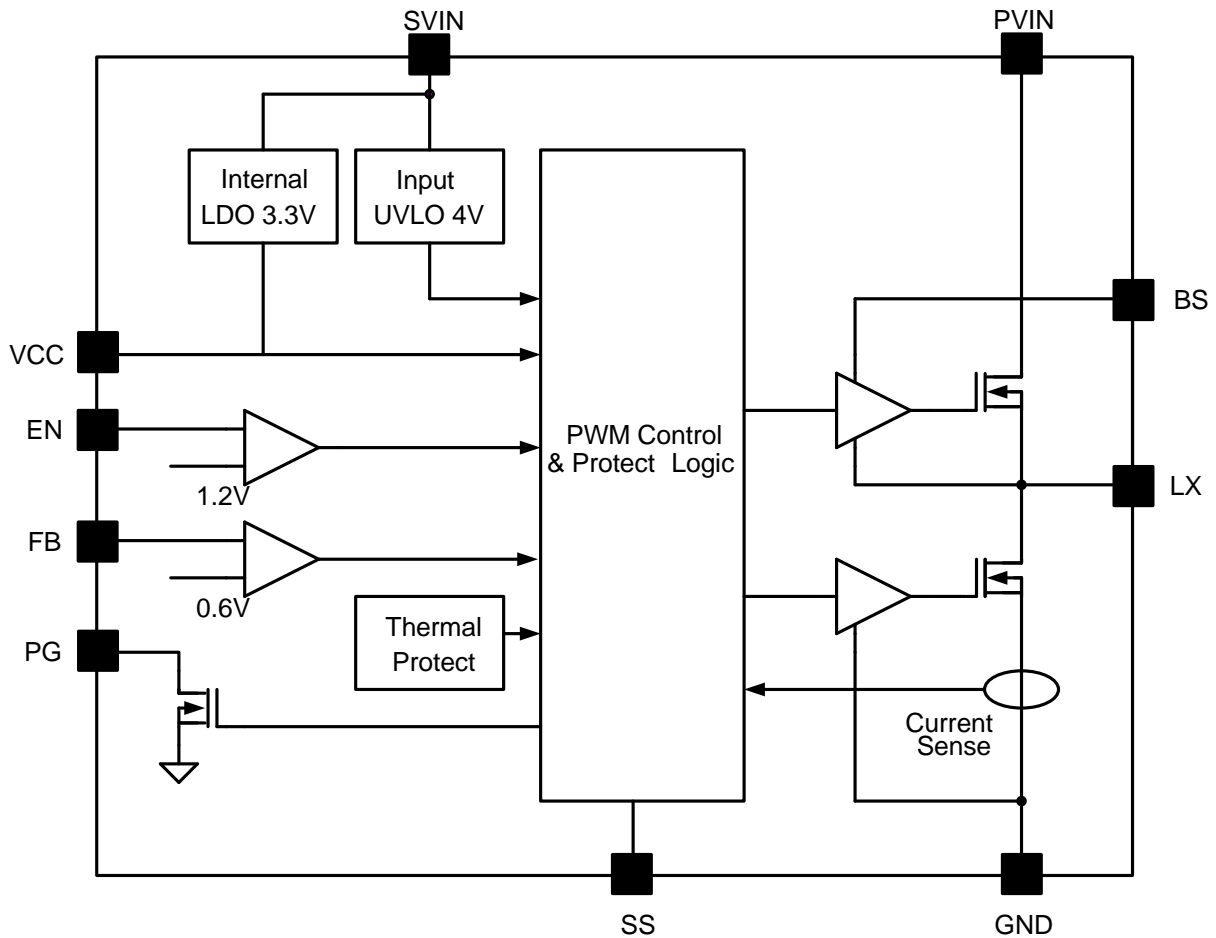 SVIN
PVIN
Internal
LDO 3.3V
Input
UVLO 4V
BS
VCC
EN
1.2V
PWM Control
& Protect Logic
LX
FB
0.6V
Thermal
Protect
PG
Current
Sense
SS
GND